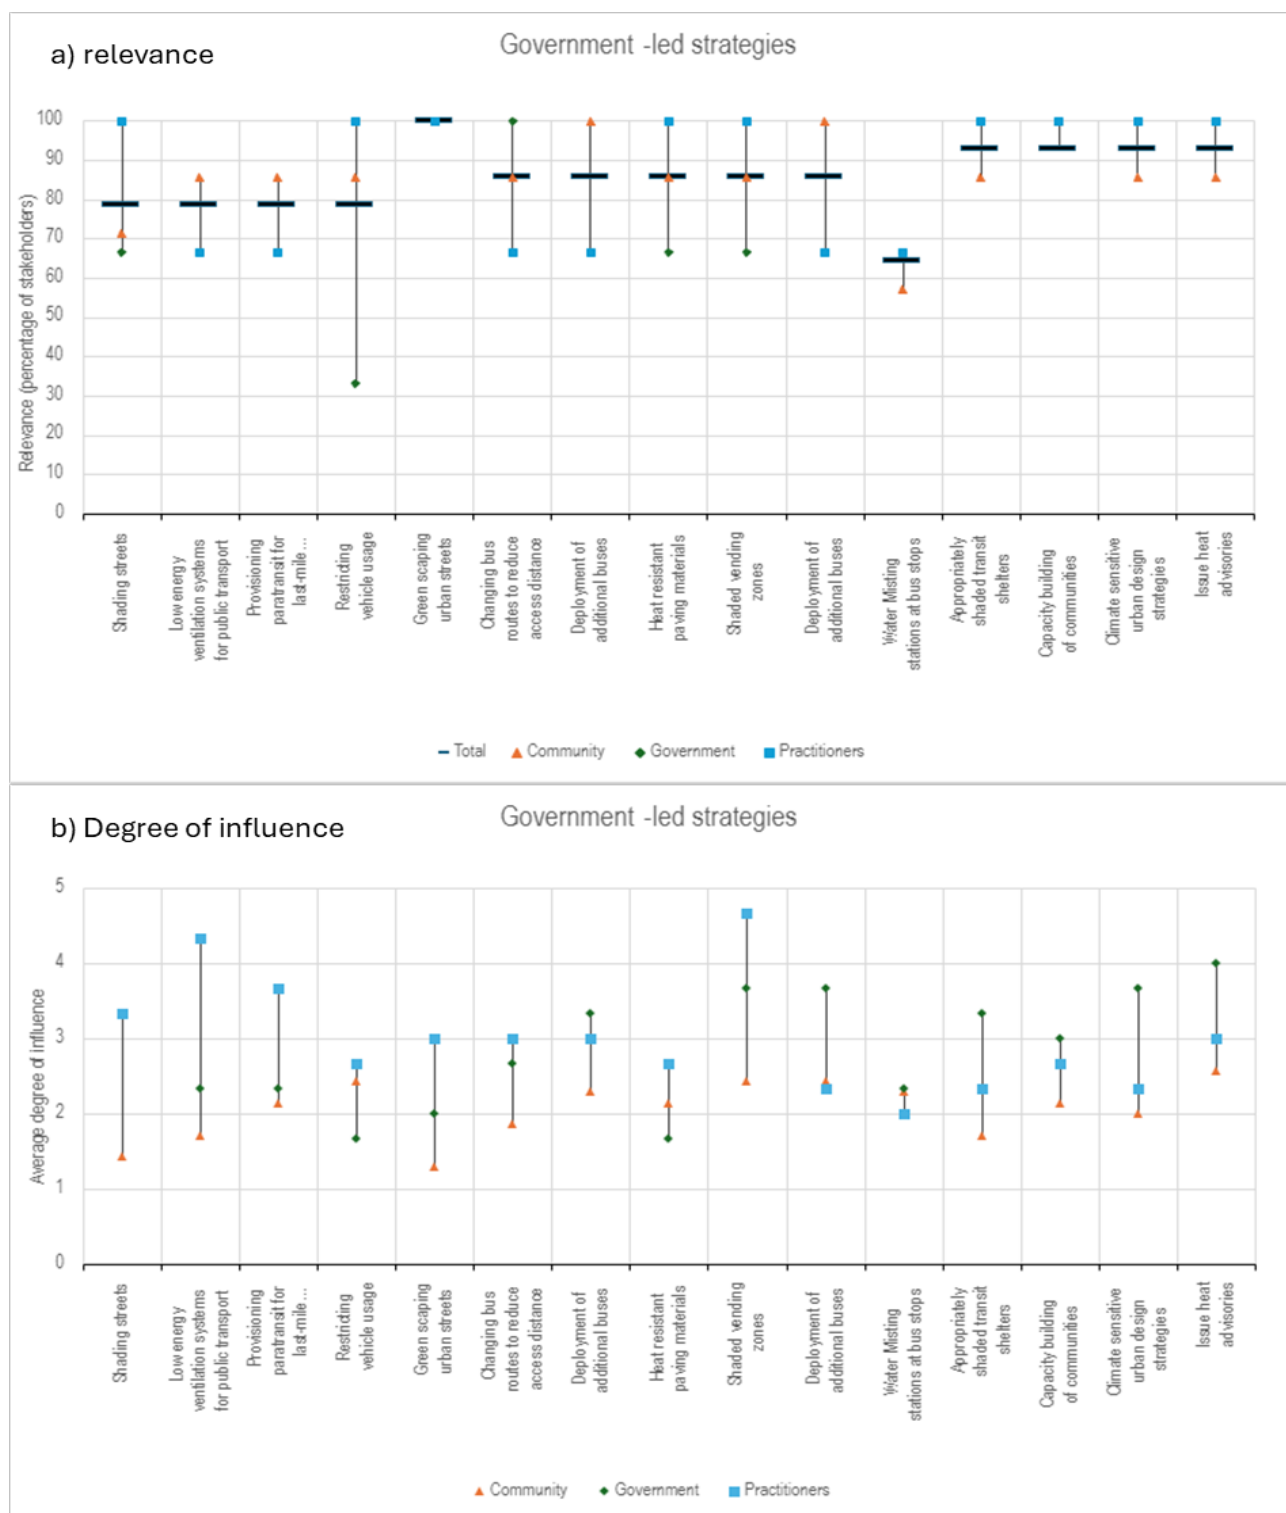 a) relevance
Government -led strategies
Relevance (percentage of stakeholders)
100
90
80
70
60
50
40
30
20
10
0
Shading streets
Low energy
ventilation systems
for public transport
Provisioning
paratransit for
last-mile ...
Restricting
vehicle usage
Green scaping
urban streets
Changing bus
routes to reduce
access distance
Deployment of
additional buses
Heat resistant
paving materials
Shaded vending
zones
Deployment of
additional buses
Water Misting
stations at bus stops
Appropriately
shaded transit
shelters
Capacity building
of communities
Climate sensitive
urban design
strategies
Issue heat
advisories
Total
Community
Government
Practitioners
b) Degree of influence
Government -led strategies
Average degree of influence
5
4
3
2
1
0
Shading streets
Low energy
ventilation systems
for public transport
Provisioning
paratransit for
last-mile ...
Restricting
vehicle usage
Green scaping
urban streets
Changing bus
routes to reduce
access distance
Deployment of
additional buses
Heat resistant
paving materials
Shaded vending
zones
Deployment of
additional buses
Water Misting
stations at bus stops
Appropriately
shaded transit
shelters
Capacity building
of communities
Climate sensitive
urban design
strategies
Issue heat
advisories
Community
Government
Practitioners